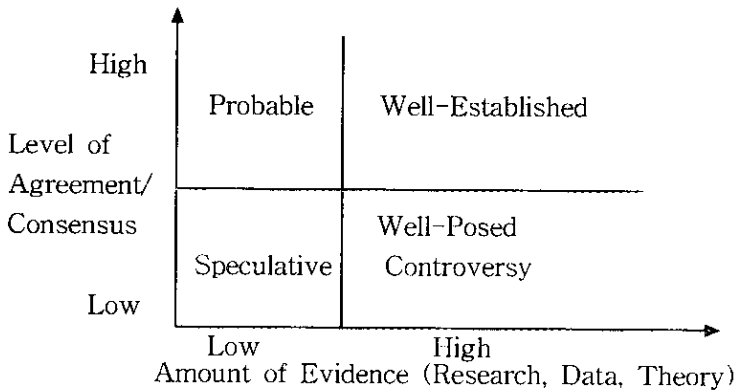 High
Probable
Well-Established
Level of
Agreement/
Consensus
Well-Posed
Speculative
Controversy
Low
Low
High
Amount of Evidence (Research, Data, Theory)